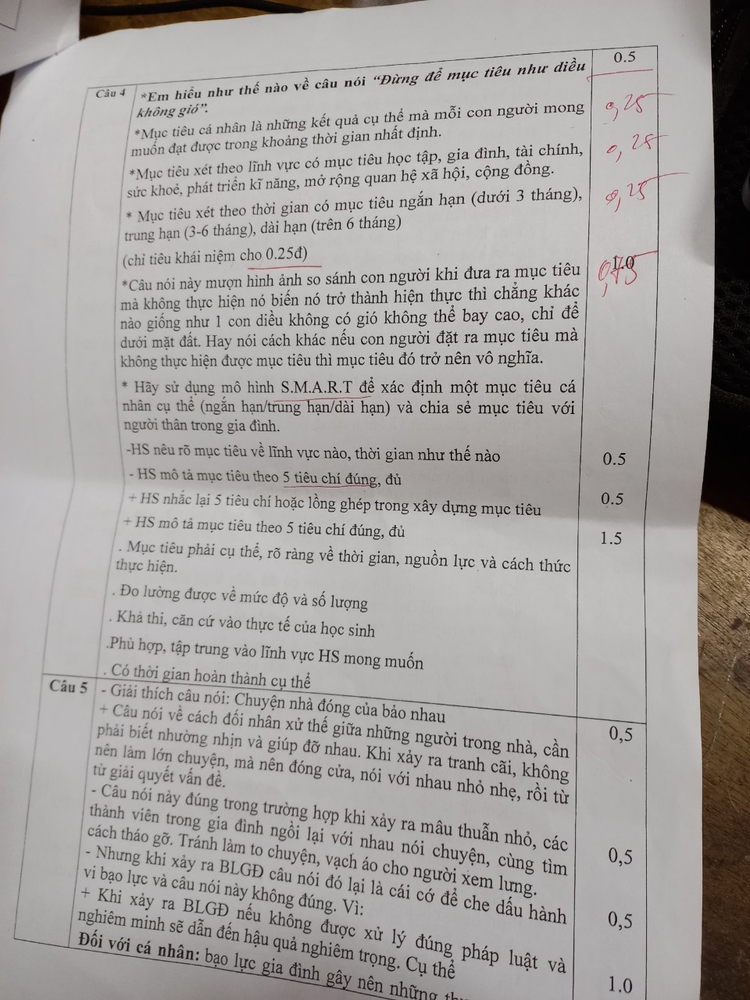 Câu 4
*Em hiểu như thế nào về câu nói "Đừng để mục tiêu như diều
0.5
không gió".
*Mục tiêu cá nhân là những kết quả cụ thể mà mỗi con người mong
0,25
muốn đạt được trong khoảng thời gian nhất định.
*Mục tiêu xét theo lĩnh vực có mục tiêu học tập, gia đình, tài chính,
0,25
sức khoẻ, phát triển kĩ năng, mở rộng quan hệ xã hội, cộng đồng.
* Mục tiêu xét theo thời gian có mục tiêu ngắn hạn (dưới 3 tháng),
0,25
trung hạn (3-6 tháng), dài hạn (trên 6 tháng)
(chỉ tiêu khái niệm cho 0.25đ)
1.0
0,75
*Câu nói này mượn hình ảnh so sánh con người khi đưa ra mục tiêu
mà không thực hiện nó biến nó trở thành hiện thực thì chẳng khác
nào giống như 1 con diều không có gió không thể bay cao, chỉ để
dưới mặt đất. Hay nói cách khác nếu con người đặt ra mục tiêu mà
không thực hiện được mục tiêu thì mục tiêu đó trở nên vô nghĩa.
* Hãy sử dụng mô hình S.M.A.R.T để xác định một mục tiêu cá
nhân cụ thể (ngắn hạn/trung hạn/dài hạn) và chia sẻ mục tiêu với
người thân trong gia đình.
-HS nêu rõ mục tiêu về lĩnh vực nào, thời gian như thế nào
0.5
- HS mô tả mục tiêu theo 5 tiêu chí đúng, đủ
+ HS nhắc lại 5 tiêu chí hoặc lồng ghép trong xây dựng mục tiêu
0.5
+ HS mô tả mục tiêu theo 5 tiêu chí đúng, đủ
1.5
. Mục tiêu phải cụ thể, rõ ràng về thời gian, nguồn lực và cách thức
thực hiện.
. Đo lường được về mức độ và số lượng
. Khả thi, căn cứ vào thực tế của học sinh
.Phù hợp, tập trung vào lĩnh vực HS mong muốn
. Có thời gian hoàn thành cụ thể
Câu 5
- Giải thích câu nói: Chuyện nhà đóng cửa bảo nhau
+ Câu nói về cách đối nhân xử thế giữa những người trong nhà, cần
0,5
phải biết nhường nhịn và giúp đỡ nhau. Khi xảy ra tranh cãi, không
nên làm lớn chuyện, mà nên đóng cửa, nói với nhau nhỏ nhẹ, rồi từ
từ giải quyết vấn đề.
- Câu nói này đúng trong trường hợp khi xảy ra mâu thuẫn nhỏ, các
0,5
thành viên trong gia đình ngồi lại với nhau nói chuyện, cùng tìm
cách tháo gỡ. Tránh làm to chuyện, vạch áo cho người xem lưng.
- Nhưng khi xảy ra BLGĐ câu nói đó lại là cái cớ để che dấu hành
0,5
vi bạo lực và câu nói này không đúng. Vì:
+ Khi xảy ra BLGĐ nếu không được xử lý đúng pháp luật và
1.0
nghiêm minh sẽ dẫn đến hậu quả nghiêm trọng. Cụ thể
Đối với cá nhân: bạo lực gia đình gây nên những